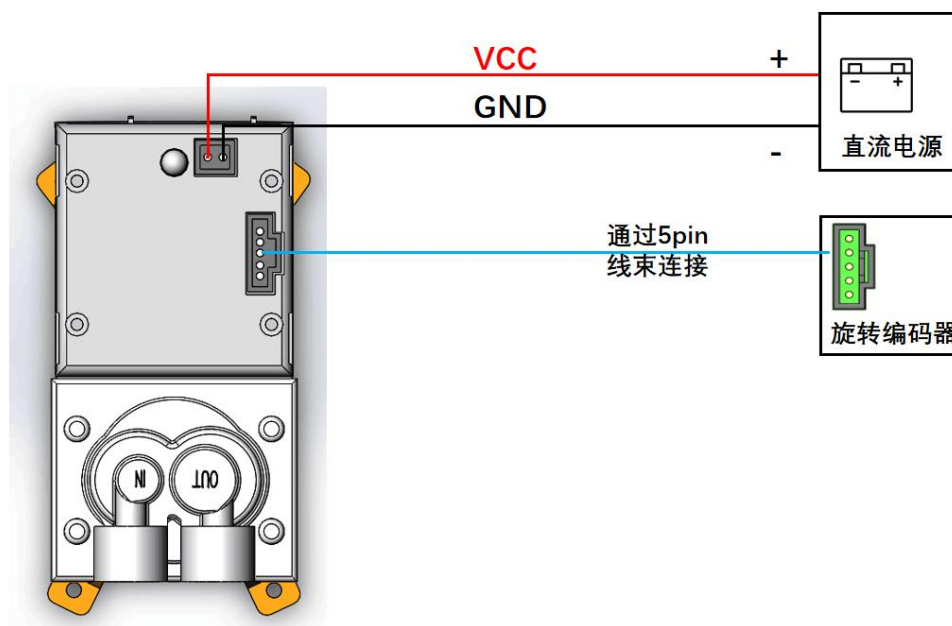 VCC
+
GND
-
- +
直流电源
通过5pin
线束连接
旋转编码器
IN
OUT